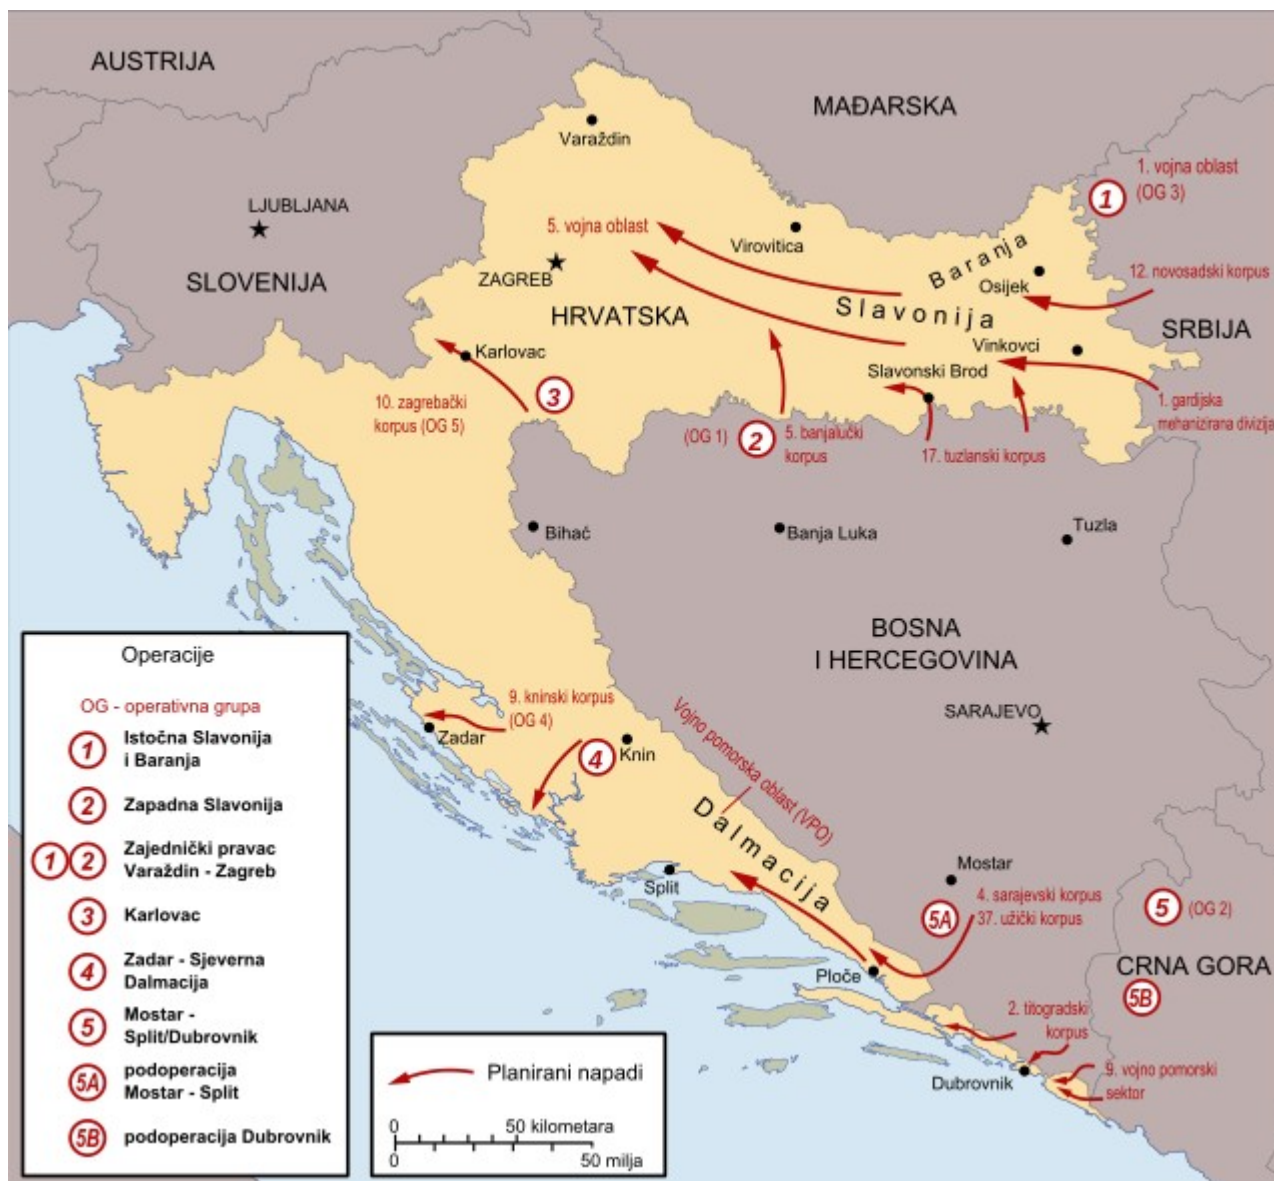 AUSTRIJA
MAĐARSKA
Varaždin
1. vojna oblast
(OG 3)
1
LJUBLJANA
5. vojna oblast
Virovitica
Baranja
SLOVENIJA
ZAGREB
Osijek
12. novosadski korpus
HRVATSKA
Slavonija
SRBIJA
Karlovac
Vinkovci
Slavonski Brod
10. zagrebački
korpus (OG 5)
3
1. gardijska
mehanizirana divizija
(OG 1)
2
5. banjalučki
korpus
17. tuzlanski korpus
Bihać
Banja Luka
Tuzla
BOSNA
I HERCEGOVINA
SARAJEVO
9. kninski korpus
(OG 4)
Zadar
4
Knin
Vojno pomorska oblast (VPO)
Dalmacija
Split
Mostar
5A
4. sarajevski korpus
37. užički korpus
5
(OG 2)
CRNA GORA
5B
Ploče
2. titogradski
korpus
Dubrovnik
9. vojno pomorski
sektor
Operacije
OG - operativna grupa
1 Istočna Slavonija
i Baranja
2 Zapadna Slavonija
1 2 Zajednički pravac
Varaždin - Zagreb
3 Karlovac
4 Zadar - Sjeverna
Dalmacija
5 Mostar -
Split/Dubrovnik
5A podoperacija
Mostar - Split
5B podoperacija Dubrovnik
Planirani napadi
0 50 kilometara
0 50 milja